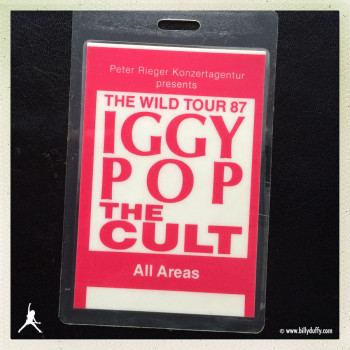 Peter Rieger Konzertagentur
presents
THE WILD TOUR 87
IGGY
POP
THE
CULT
All Areas
© www.billyduffy.com